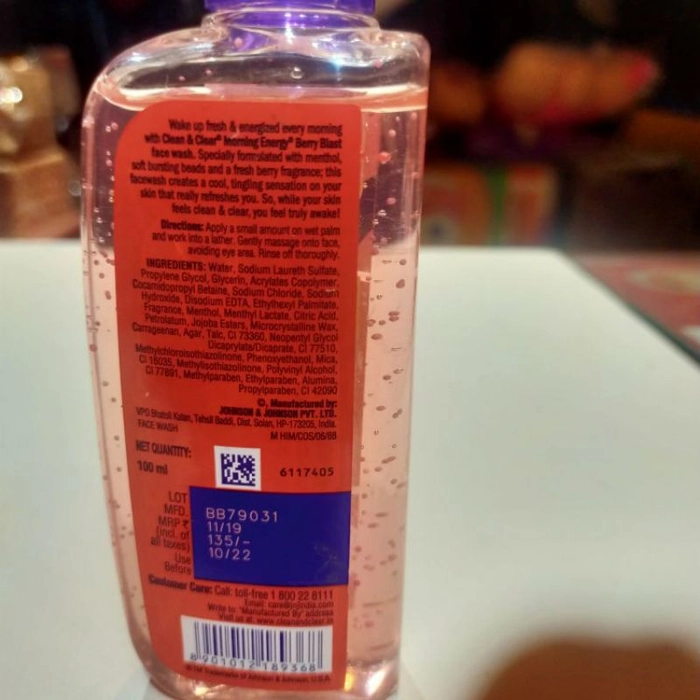 Wake up fresh & energized every morning
with Clean & Clear® Morning Energy® Berry Blast
face wash. Specially formulated with menthol,
soft bursting beads and a fresh berry fragrance; this
facewash creates a cool, tingling sensation on your
skin that really refreshes you. So, while your skin
feels clean & clear, you feel truly awake!
Directions: Apply a small amount on wet palm
and work into a lather. Gently massage onto face,
avoiding eye area. Rinse off thoroughly.
INGREDIENTS: Water, Sodium Laureth Sulfate,
Propylene Glycol, Glycerin, Acrylates Copolymer,
Cocamidopropyl Betaine, Sodium Chloride, Sodium
Hydroxide, Disodium EDTA, Ethylhexyl Palmitate,
Fragrance, Menthol, Menthyl Lactate, Citric Acid,
Petrolatum, Jojoba Esters, Microcrystalline Wax,
Carrageenan, Agar, Talc, CI 73360, Neopentyl Glycol
Dicaprylate/Dicaprate, CI 77510,
Methylchloroisothiazolinone, Phenoxyethanol, Mica,
CI 16035, Methylisothiazolinone, Polyvinyl Alcohol,
CI 77891, Methylparaben, Ethylparaben, Alumina,
Propylparaben, CI 42090
©, Manufactured by:
JOHNSON & JOHNSON PVT. LTD.
VPO Bhatoli Kalan, Tehsil Baddi, Dist. Solan, HP-173205, India.
FACE WASH
M HIM/COS/06/88
NET QUANTITY:
100 ml
6117405
LOT BB79031
MFD. 11/19
MRP ₹ 135/-
(incl. of
all taxes)
Use 10/22
Before
Customer Care: Call: toll-free 1 800 22 8111
Email: care@jnjindia.com
Write to "Manufactured By" address
Visit us at: www.cleanandclear.in
8 901012 189368
®/TM Trademarks of Johnson & Johnson, U.S.A.